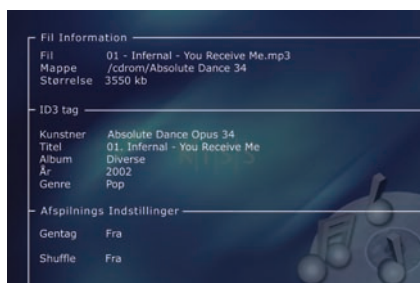 Fil Information
Fil 01 - Infernal - You Receive Me.mp3
Mappe /cdrom/Absolute Dance 34
Størrelse 3550 kb
ID3 tag
Kunstner Absolute Dance Opus 34
Titel 01. Infernal - You Receive Me
Album Diverse
År 2002
Genre Pop
KISS
Afspilnings Indstillinger
Gentag Fra
Shuffle Fra